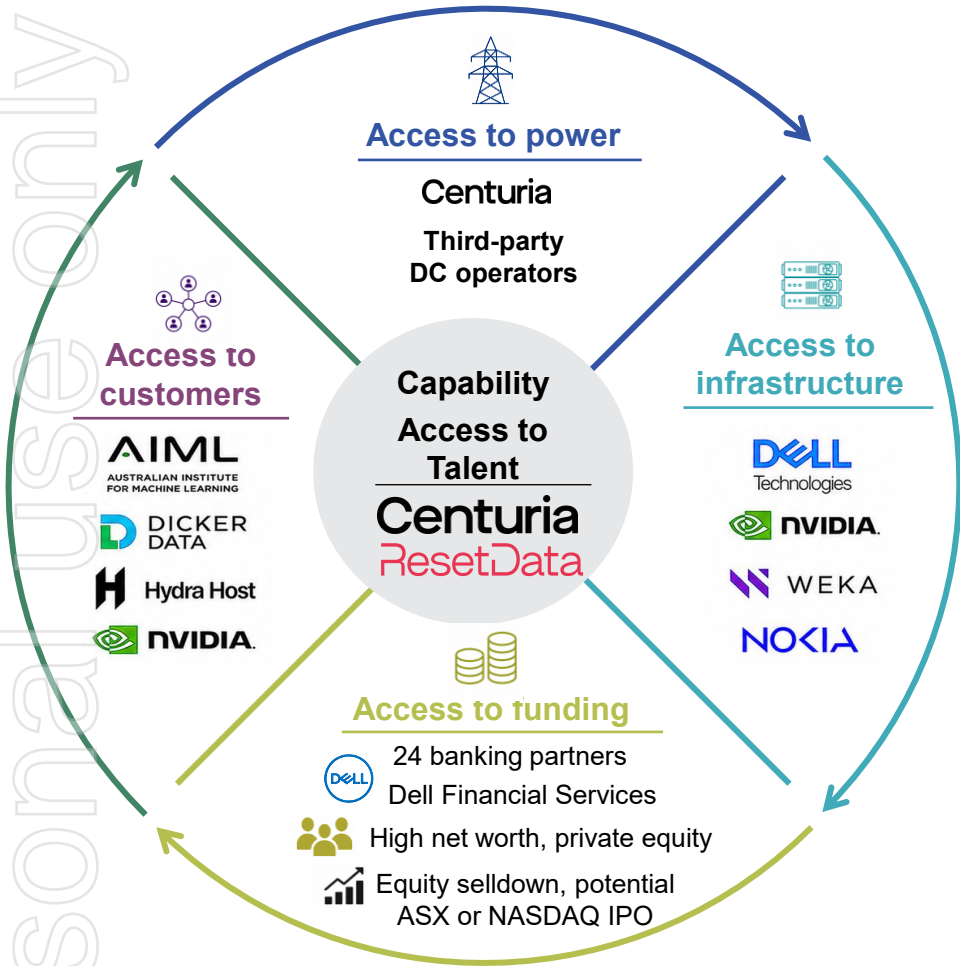 sonal use only
Access to power
Centuria
Third-party
DC operators
Access to
infrastructure
DELL
Technologies
NVIDIA.
WEKA
NOKIA
Access to
customers
AIML
AUSTRALIAN INSTITUTE
FOR MACHINE LEARNING
DICKER
DATA
Hydra Host
NVIDIA.
Capability
Access to
Talent
Centuria
ResetData
Access to funding
24 banking partners
DELL
Dell Financial Services
High net worth, private equity
Equity selldown, potential
ASX or NASDAQ IPO